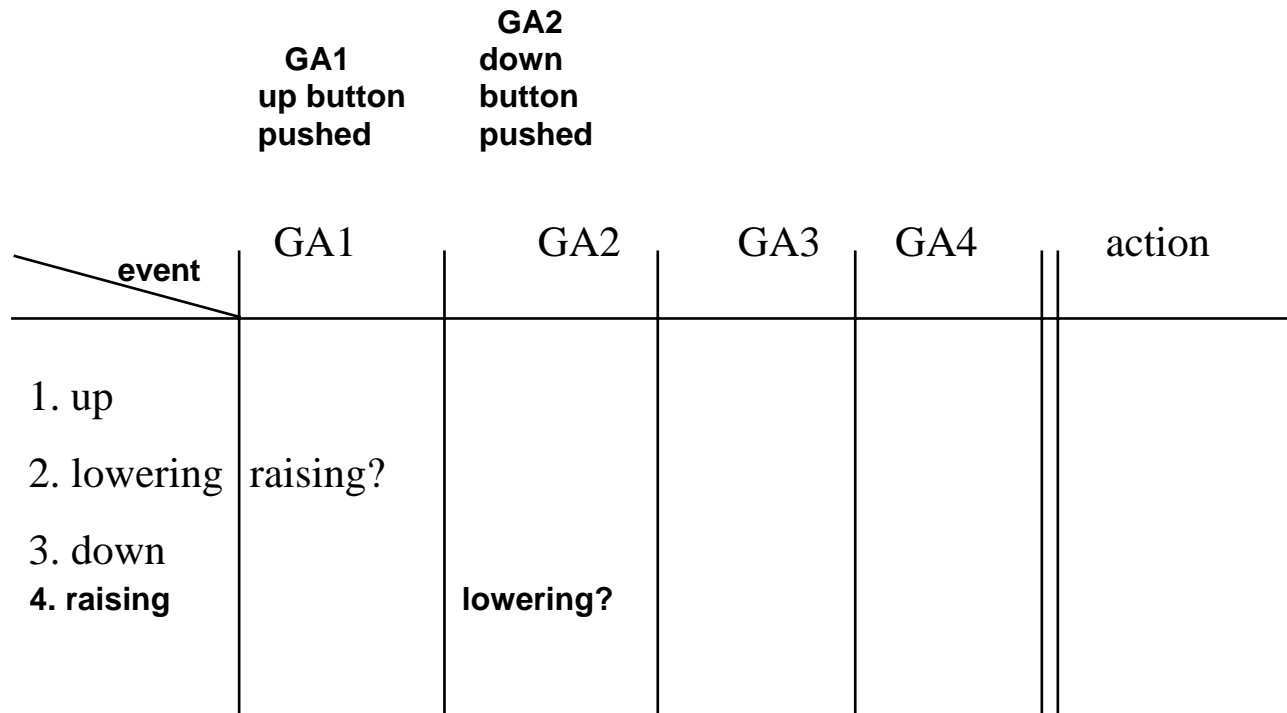 GA1
up button
pushed
GA2
down
button
pushed
event GA1 GA2 GA3 GA4 action
1. up
2. lowering raising?
3. down
4. raising lowering?